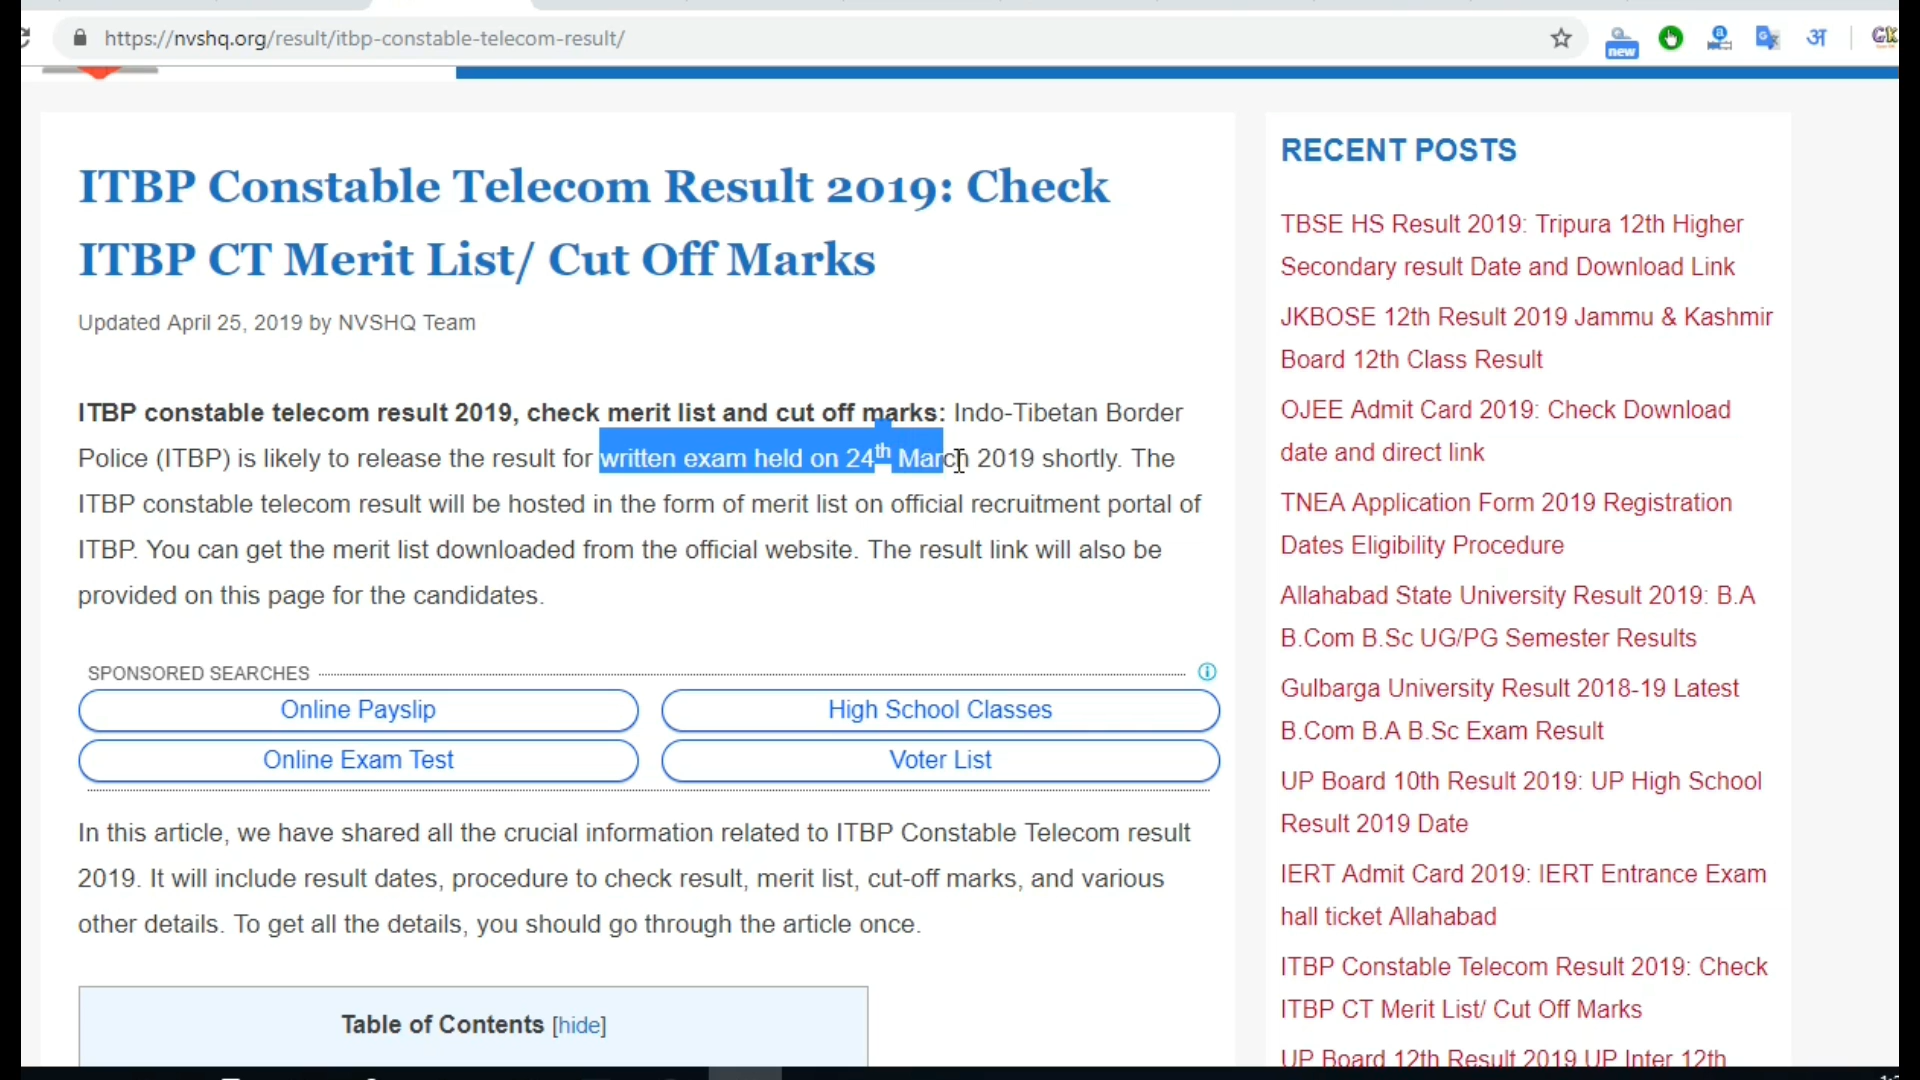 https://nvshq.org/result/itbp-constable-telecom-result/
new
अ
ITBP Constable Telecom Result 2019: Check
ITBP CT Merit List/ Cut Off Marks
Updated April 25, 2019 by NVSHQ Team
ITBP constable telecom result 2019, check merit list and cut off marks: Indo-Tibetan Border
Police (ITBP) is likely to release the result for written exam held on 24th March 2019 shortly. The
ITBP constable telecom result will be hosted in the form of merit list on official recruitment portal of
ITBP. You can get the merit list downloaded from the official website. The result link will also be
provided on this page for the candidates.
SPONSORED SEARCHES
Online Payslip
High School Classes
Online Exam Test
Voter List
In this article, we have shared all the crucial information related to ITBP Constable Telecom result
2019. It will include result dates, procedure to check result, merit list, cut-off marks, and various
other details. To get all the details, you should go through the article once.
Table of Contents [hide]
RECENT POSTS
TBSE HS Result 2019: Tripura 12th Higher
Secondary result Date and Download Link
JKBOSE 12th Result 2019 Jammu & Kashmir
Board 12th Class Result
OJEE Admit Card 2019: Check Download
date and direct link
TNEA Application Form 2019 Registration
Dates Eligibility Procedure
Allahabad State University Result 2019: B.A
B.Com B.Sc UG/PG Semester Results
Gulbarga University Result 2018-19 Latest
B.Com B.A B.Sc Exam Result
UP Board 10th Result 2019: UP High School
Result 2019 Date
IERT Admit Card 2019: IERT Entrance Exam
hall ticket Allahabad
ITBP Constable Telecom Result 2019: Check
ITBP CT Merit List/ Cut Off Marks
UP Board 12th Result 2019 UP Inter 12th